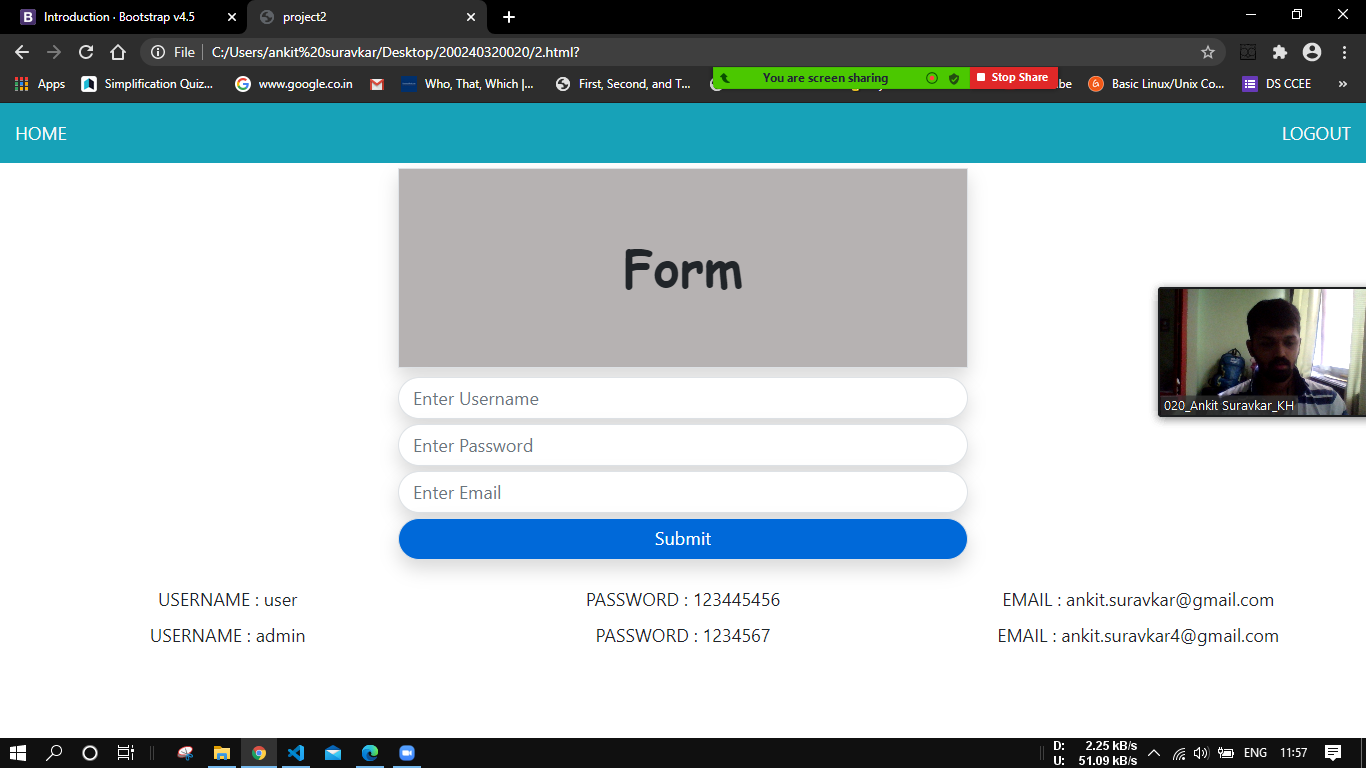 Introduction · Bootstrap v4.5
project2
File
C:/Users/ankit%20suravkar/Desktop/200240320020/2.html?
Apps
Simplification Quiz...
www.google.co.in
Who, That, Which |...
First, Second, and T...
You are screen sharing
Stop Share
be
Basic Linux/Unix Co...
DS CCEE
HOME
LOGOUT
Form
020_Ankit Suravkar_KH
Enter Username
Enter Password
Enter Email
Submit
USERNAME : user
PASSWORD : 123445456
EMAIL : ankit.suravkar@gmail.com
USERNAME : admin
PASSWORD : 1234567
EMAIL : ankit.suravkar4@gmail.com
D: 2.25 kB/s
U: 51.09 kB/s
ENG
11:57